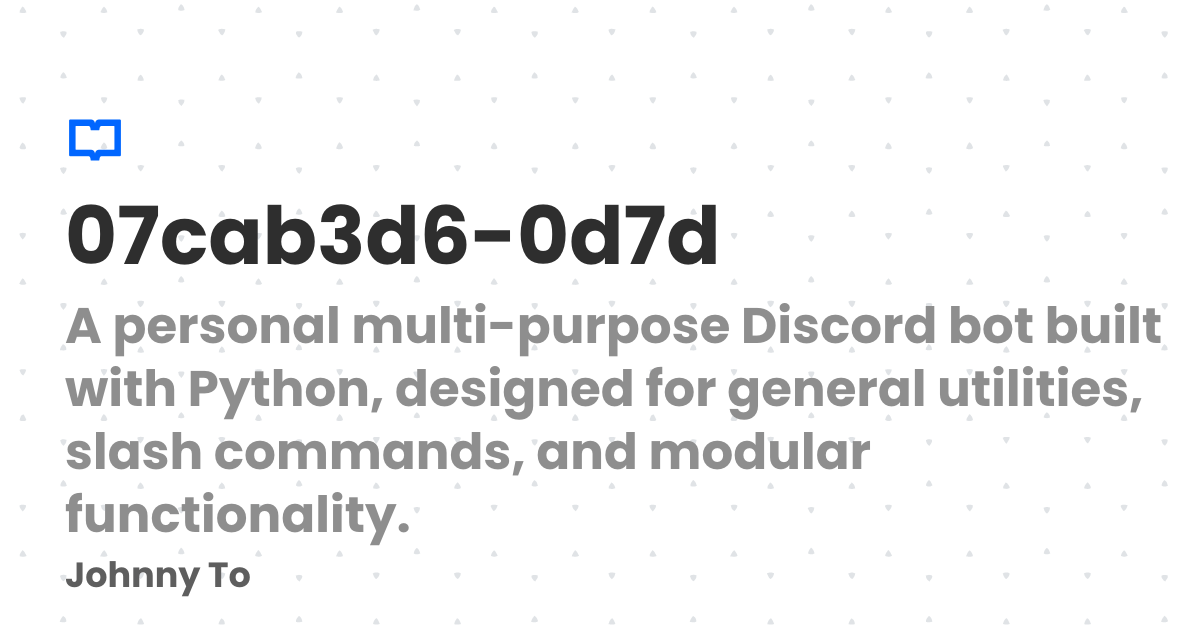 07cab3d6-0d7d
A personal multi-purpose Discord bot built
with Python, designed for general utilities,
slash commands, and modular
functionality.
Johnny To